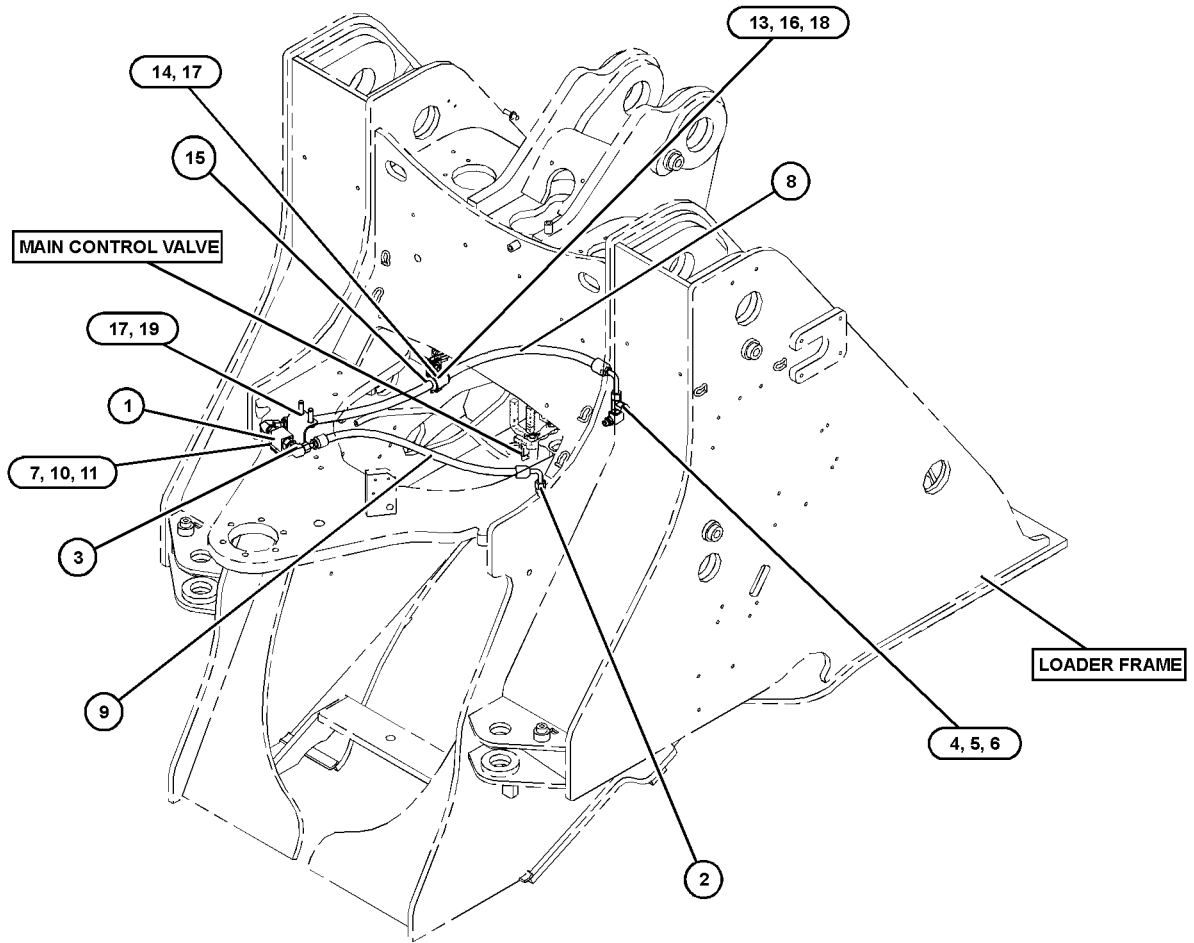 13, 16, 18
14, 17
15
8
MAIN CONTROL VALVE
17, 19
1
7, 10, 11
3
LOADER FRAME
9
4, 5, 6
2